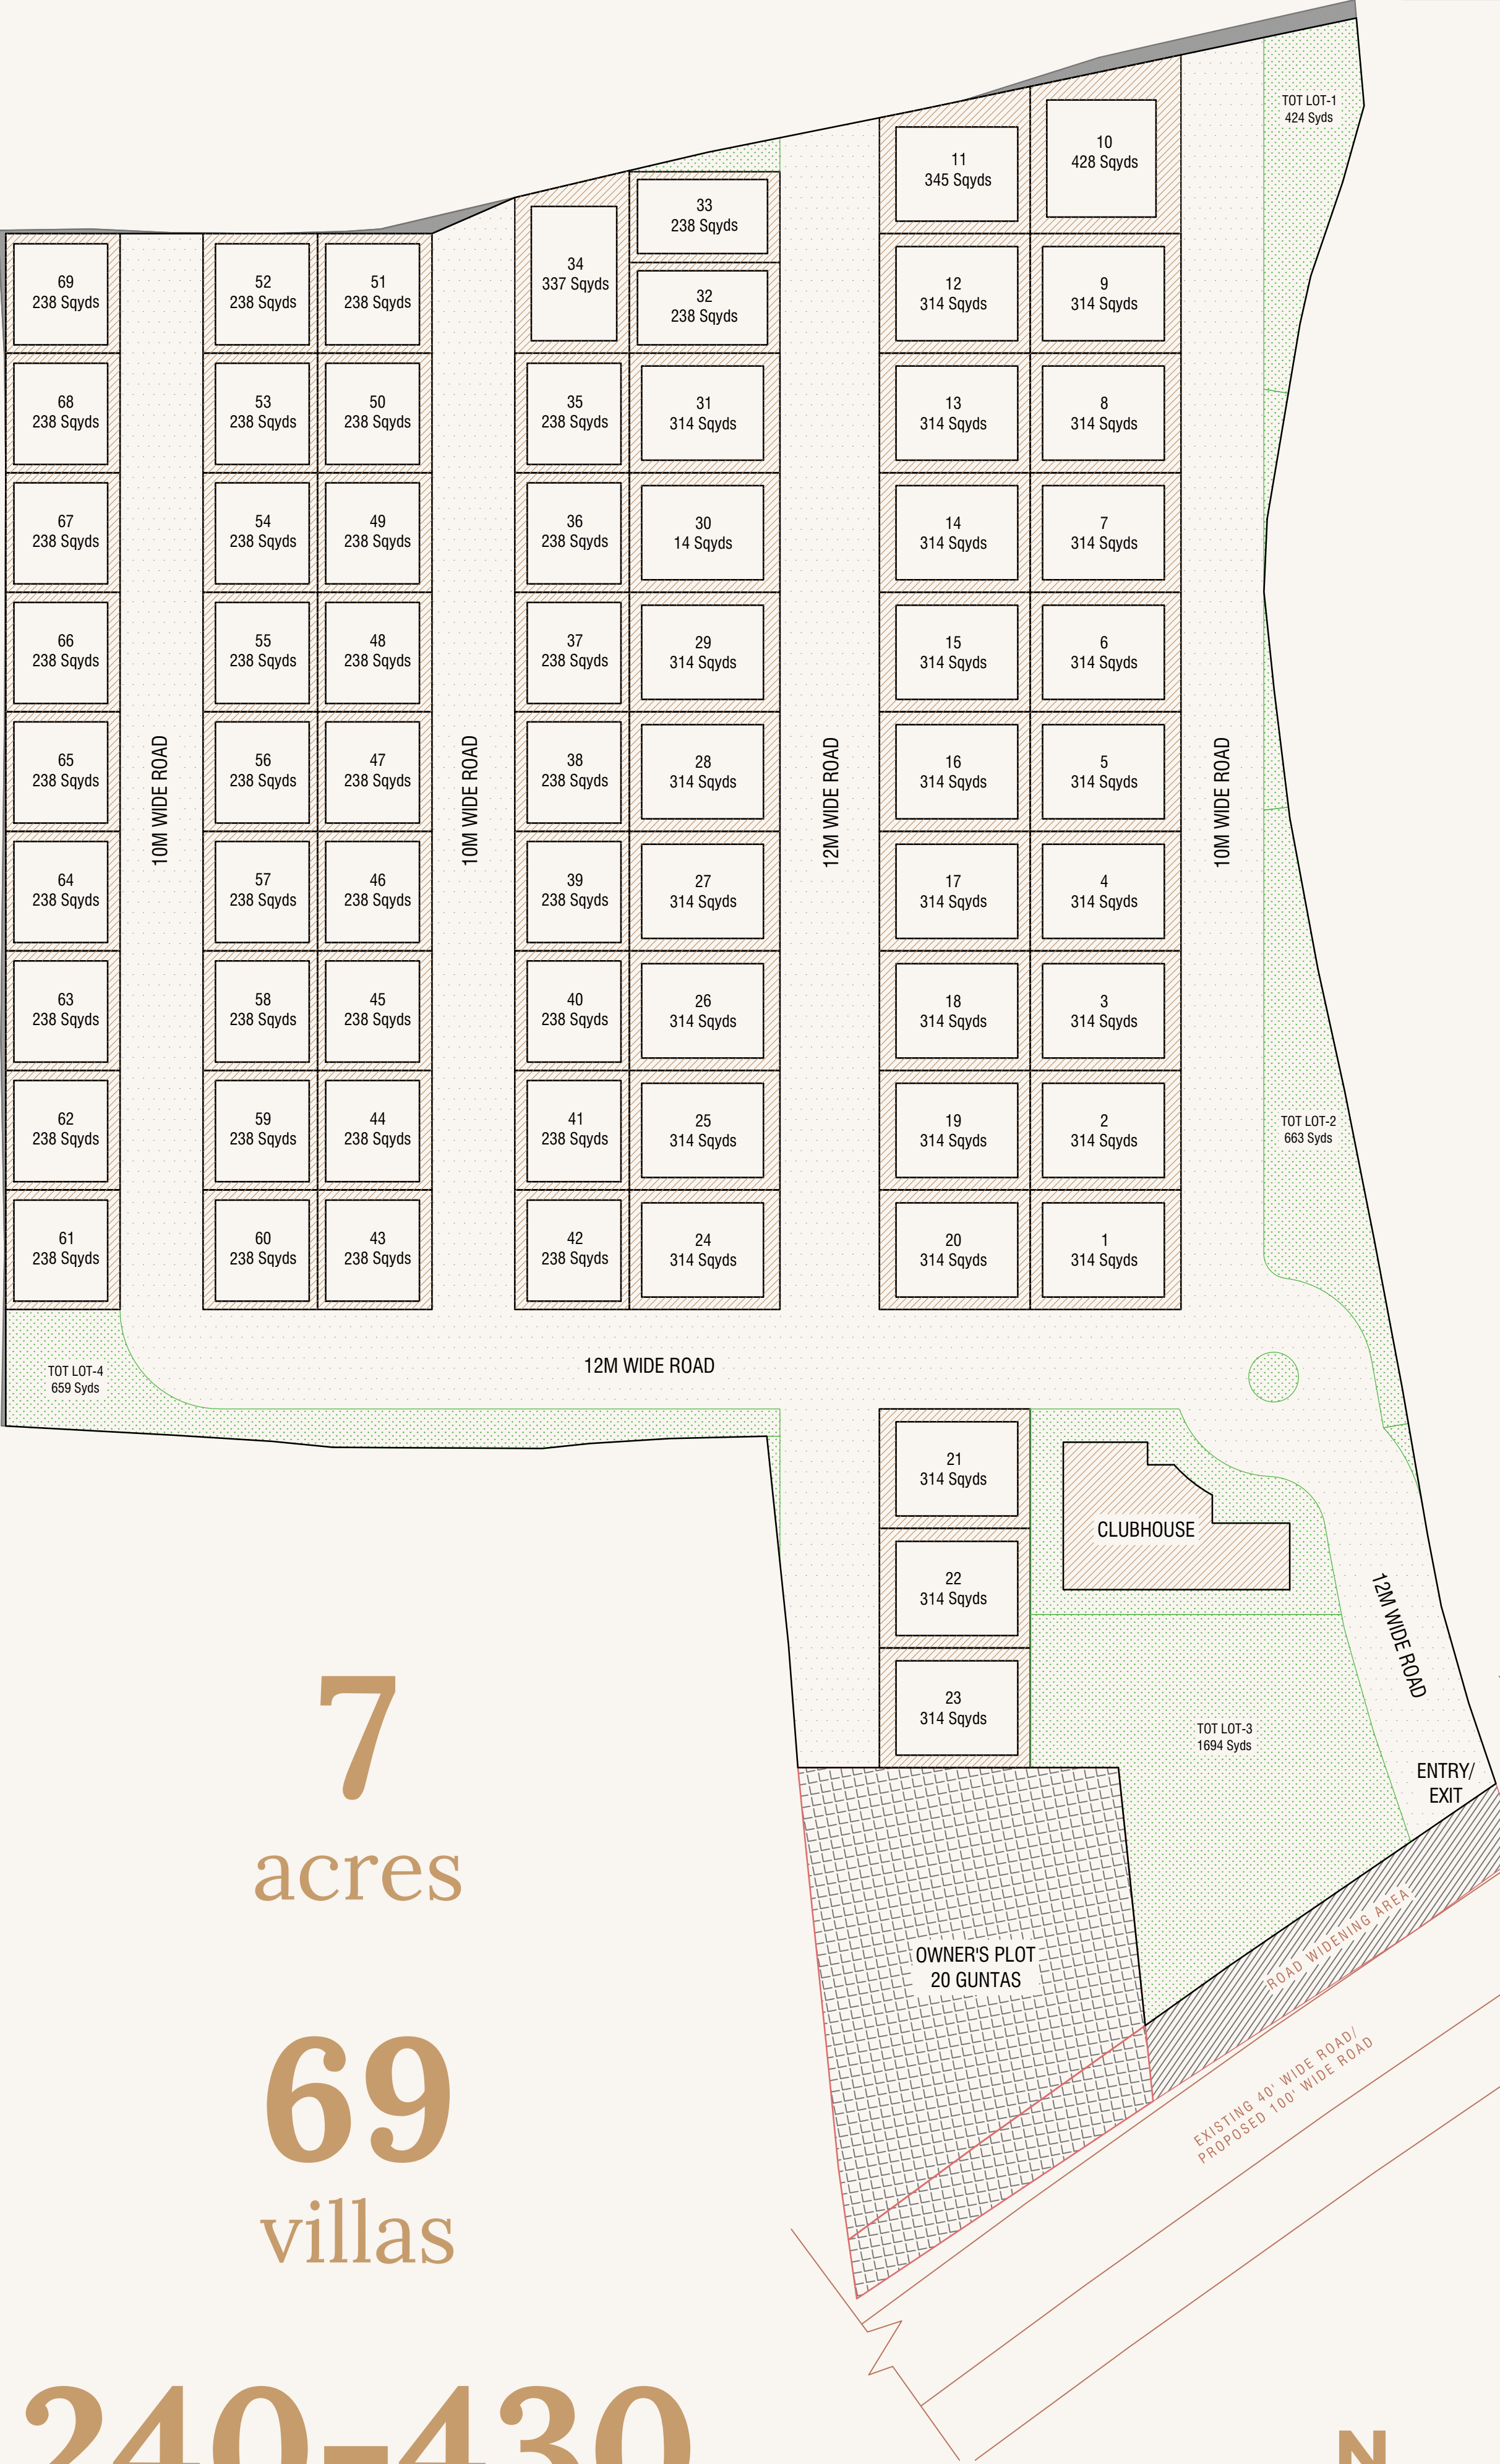 TOT LOT-1
424 Syds
11
345 Sqyds
10
428 Sqyds
33
238 Sqyds
34
337 Sqyds
32
238 Sqyds
69
238 Sqyds
52
238 Sqyds
51
238 Sqyds
12
314 Sqyds
9
314 Sqyds
68
238 Sqyds
53
238 Sqyds
50
238 Sqyds
35
238 Sqyds
31
314 Sqyds
13
314 Sqyds
8
314 Sqyds
67
238 Sqyds
54
238 Sqyds
49
238 Sqyds
36
238 Sqyds
30
14 Sqyds
14
314 Sqyds
7
314 Sqyds
66
238 Sqyds
55
238 Sqyds
48
238 Sqyds
37
238 Sqyds
29
314 Sqyds
15
314 Sqyds
6
314 Sqyds
65
238 Sqyds
56
238 Sqyds
47
238 Sqyds
38
238 Sqyds
28
314 Sqyds
16
314 Sqyds
5
314 Sqyds
10M WIDE ROAD
10M WIDE ROAD
12M WIDE ROAD
10M WIDE ROAD
64
238 Sqyds
57
238 Sqyds
46
238 Sqyds
39
238 Sqyds
27
314 Sqyds
17
314 Sqyds
4
314 Sqyds
63
238 Sqyds
58
238 Sqyds
45
238 Sqyds
40
238 Sqyds
26
314 Sqyds
18
314 Sqyds
3
314 Sqyds
62
238 Sqyds
59
238 Sqyds
44
238 Sqyds
41
238 Sqyds
25
314 Sqyds
19
314 Sqyds
2
314 Sqyds
TOT LOT-2
663 Syds
61
238 Sqyds
60
238 Sqyds
43
238 Sqyds
42
238 Sqyds
24
314 Sqyds
20
314 Sqyds
1
314 Sqyds
TOT LOT-4
659 Syds
12M WIDE ROAD
21
314 Sqyds
CLUBHOUSE
22
314 Sqyds
12M WIDE ROAD
23
314 Sqyds
TOT LOT-3
1694 Syds
ENTRY/
EXIT
7
acres
OWNER'S PLOT
20 GUNTAS
ROAD WIDENING AREA
EXISTING 40' WIDE ROAD/
PROPOSED 100' WIDE ROAD
69
villas
240-430
N